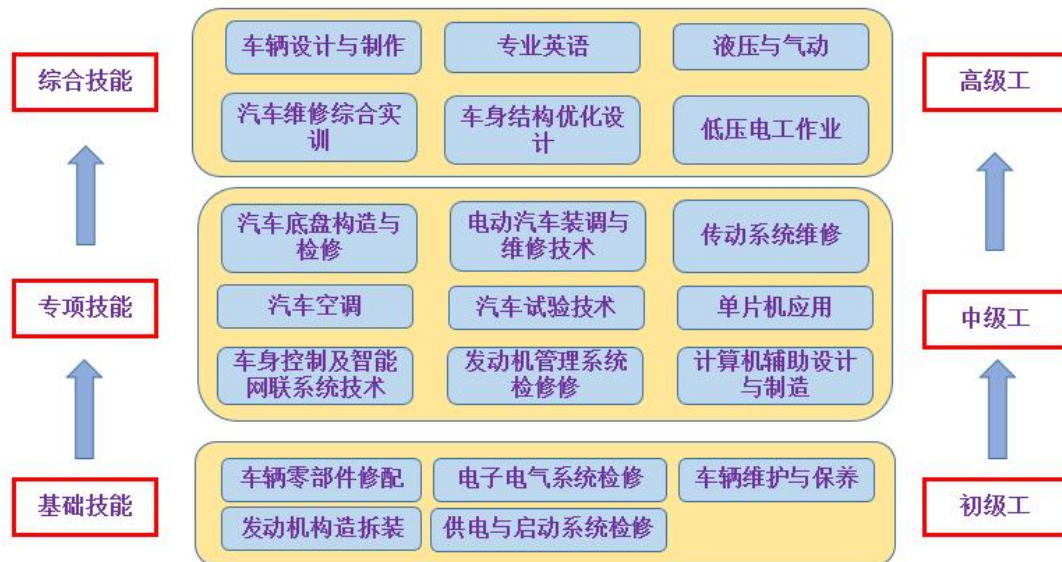 车辆设计与制作
专业英语
液压与气动
综合技能
高级工
汽车维修综合实
训
车身结构优化设
计
低压电工作业
汽车底盘构造与
检修
电动汽车装调与
维修技术
传动系统维修
专项技能
汽车空调
汽车试验技术
单片机应用
中级工
车身控制及智能
网联系统技术
发动机管理系统
检修修
计算机辅助设计
与制造
车辆零部件修配
电子电气系统检修
车辆维护与保养
基础技能
初级工
发动机构造拆装
供电与启动系统检修